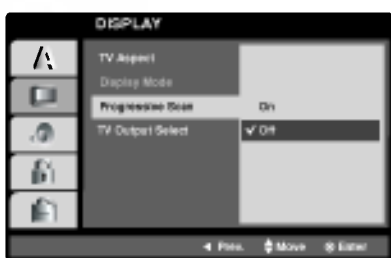 DISPLAY
TV Aspect
Display Mode
Progressive Scan
On
TV Output Select
✓ Off
◄ Prev. Move Enter